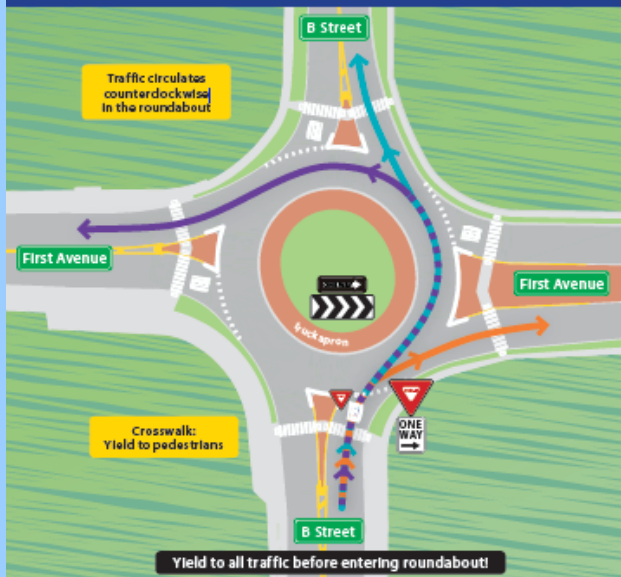 B Street
Traffic circulates
counterclockwise
in the roundabout
First Avenue
First Avenue
truck apron
ONE
WAY
Crosswalk:
Yield to pedestrians
B Street
Yield to all traffic before entering roundabout!